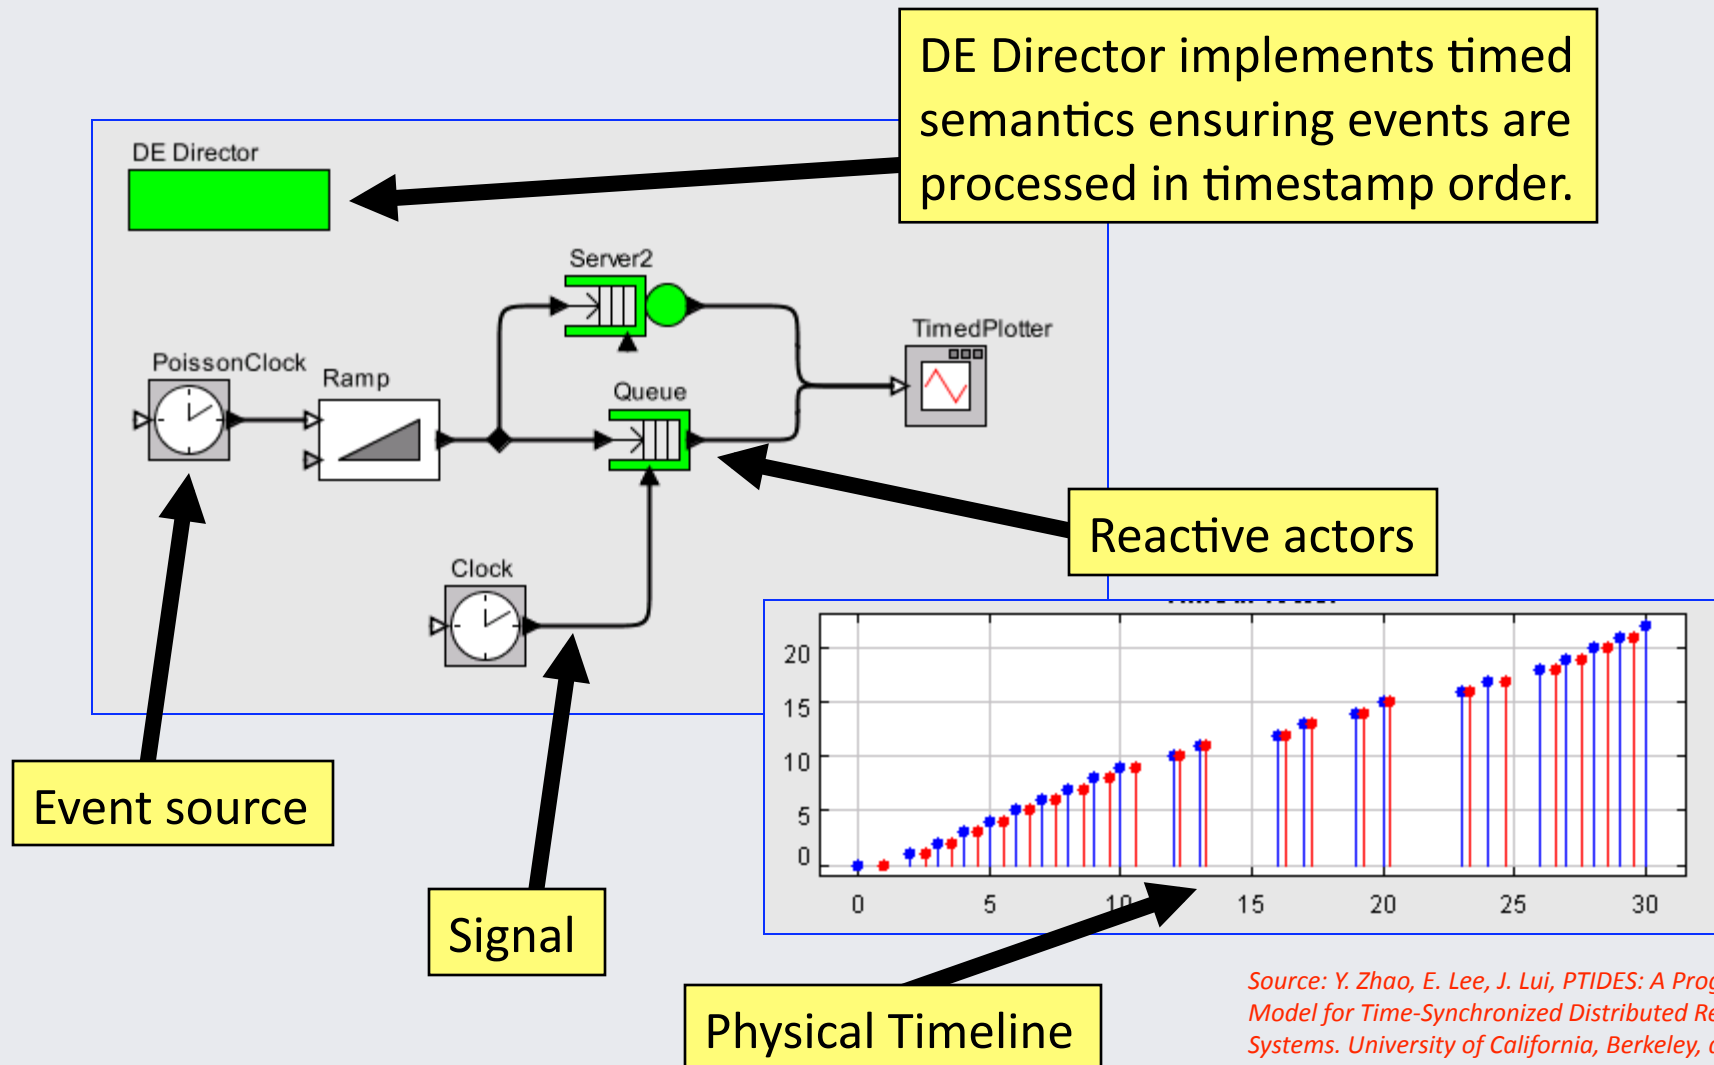 DE Director implements timed
semantics ensuring events are
processed in timestamp order.
DE Director
Server2
TimedPlotter
PoissonClock
Ramp
Queue
Reactive actors
Clock
20
15
10
5
0
0
5
10
15
20
25
30
Event source
Signal
Physical Timeline
Source: Y. Zhao, E. Lee, J. Lui, PTIDES: A
Model for Time-Synchronized Distributed
Systems. University of California, Berkeley,